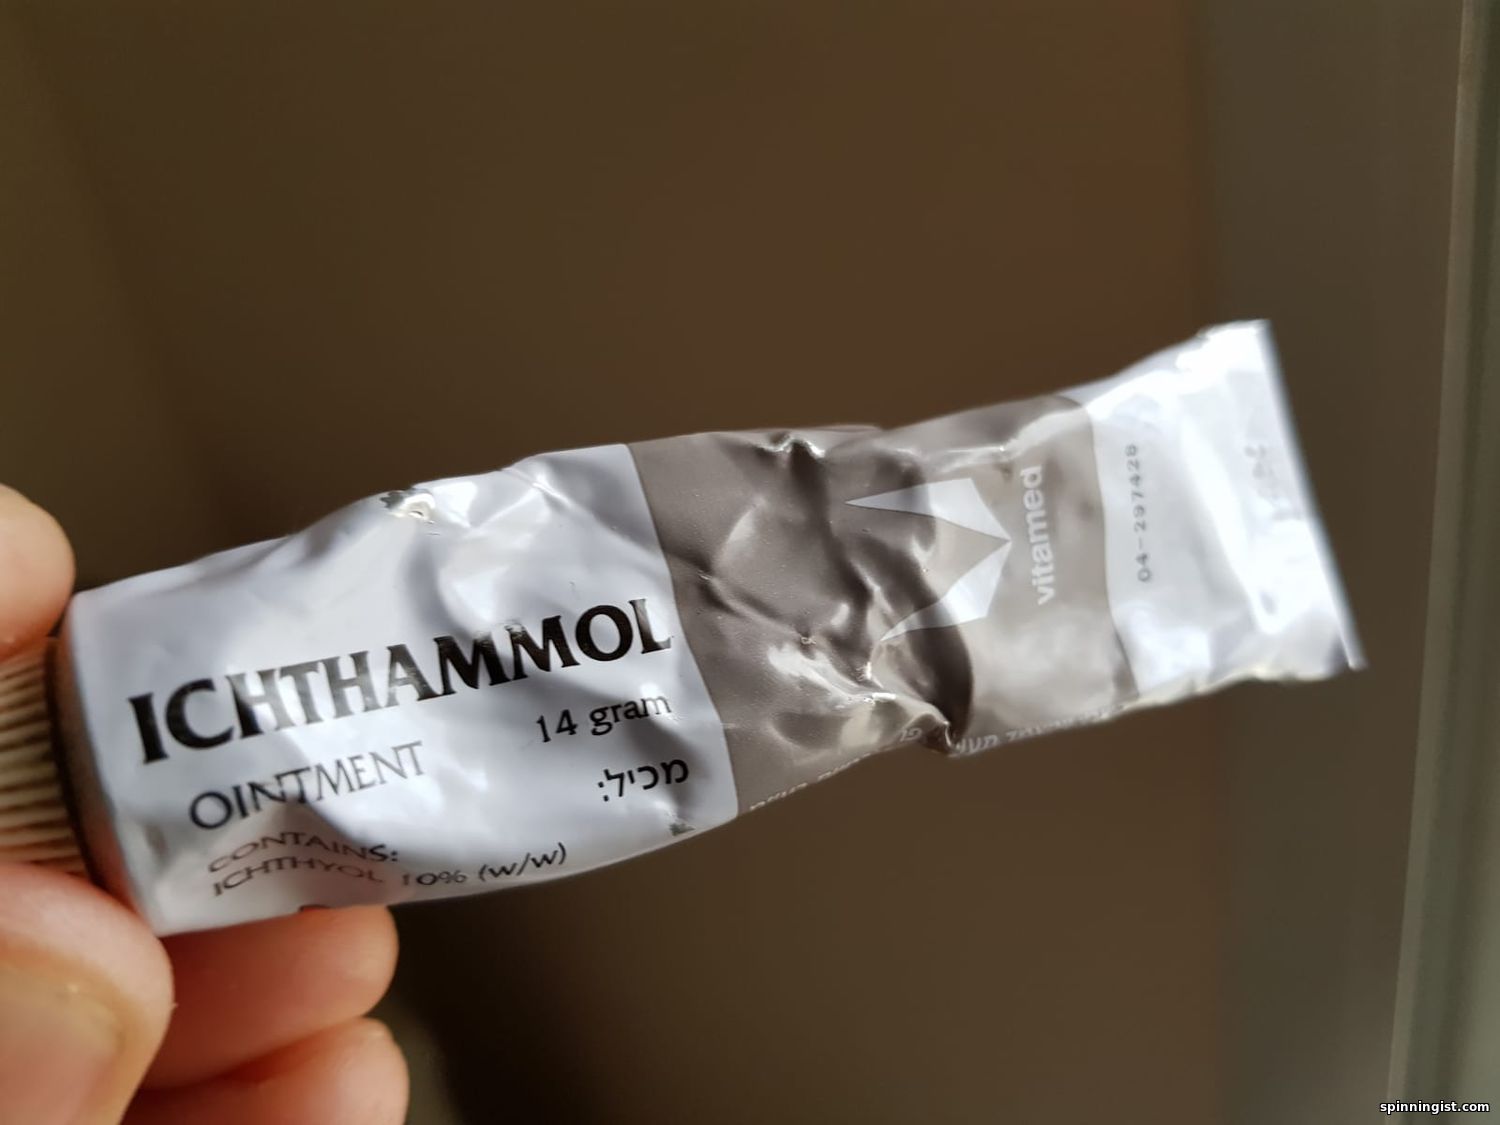 ICHTHAMMOL
OINTMENT
14 gram
מכיל:
CONTAINS:
ICHTHYOL 10% (w/w)
vitamed
04-297428
spinningist.com